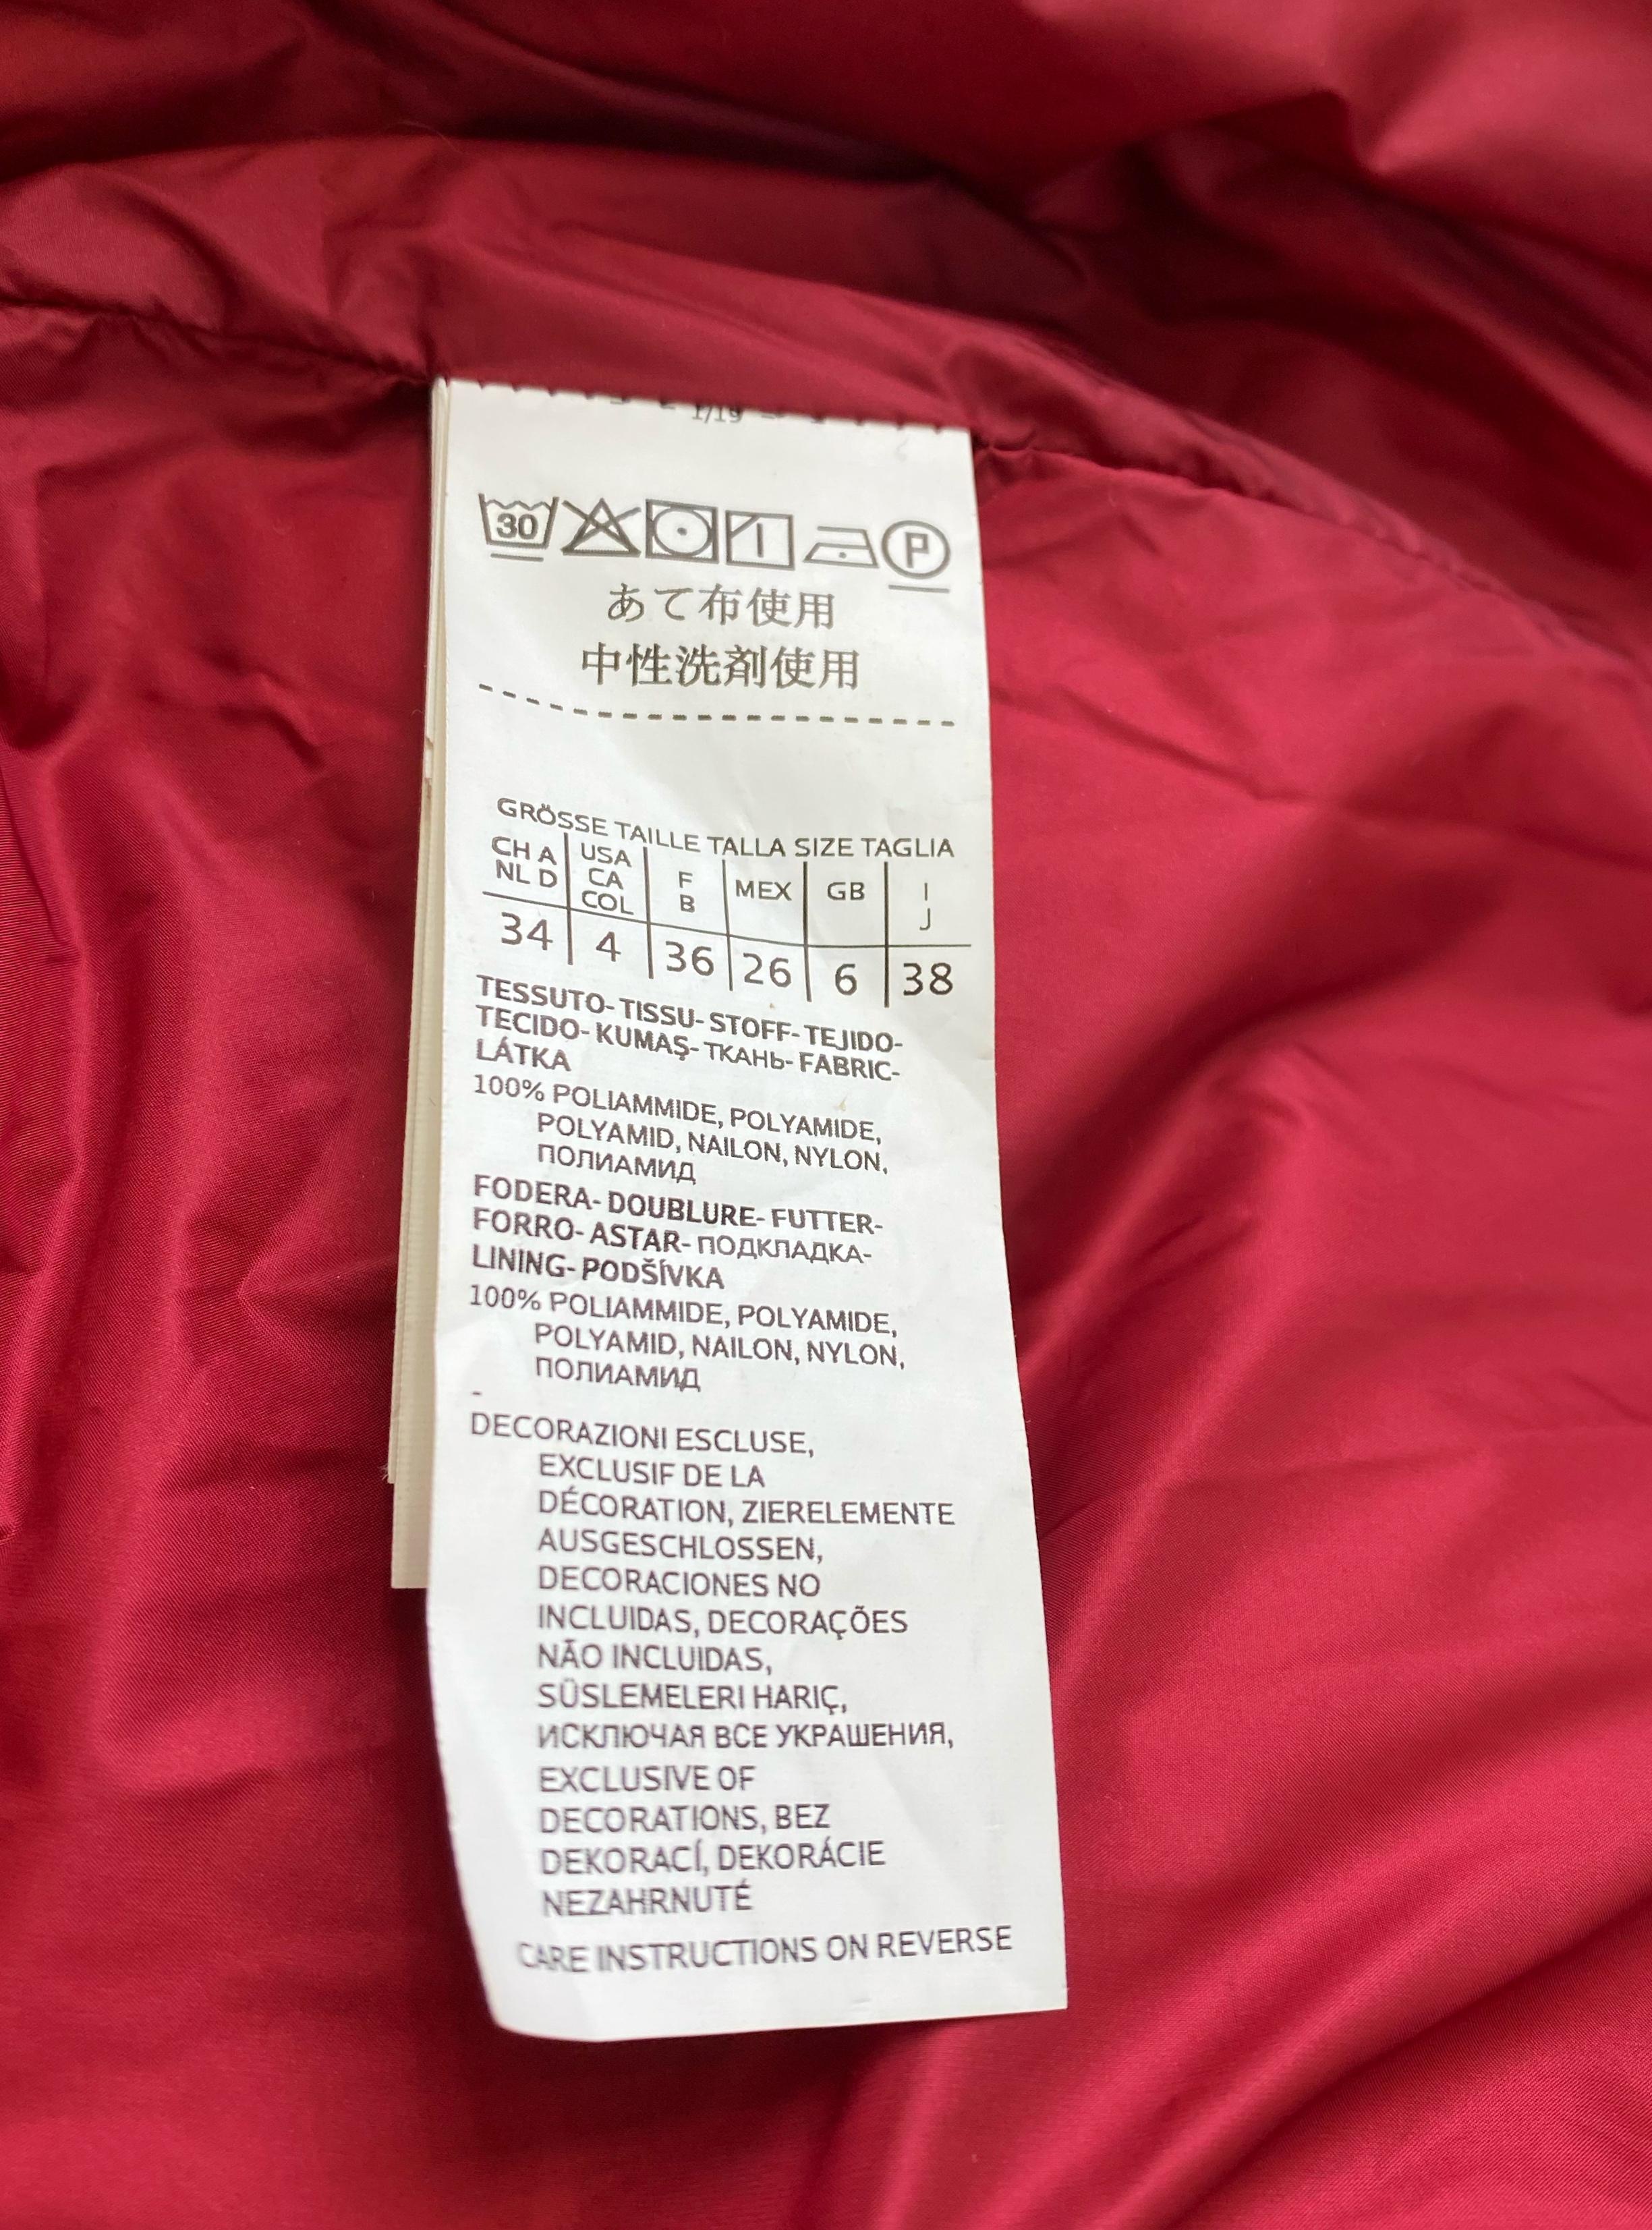 1/19
30 P
あて布使用
中性洗剤使用
GRÖSSE TAILLE TALLA SIZE TAGLIA
CH A NL D | USA CA COL | F B | MEX | GB | I J
34 | 4 | 36 | 26 | 6 | 38
TESSUTO- TISSU- STOFF- TEJIDO-
TECIDO- KUMAŞ- ТКАНЬ- FABRIC-
LÁTKA
100% POLIAMMIDE, POLYAMIDE,
POLYAMID, NAILON, NYLON,
ПОЛИАМИД
FODERA- DOUBLURE- FUTTER-
FORRO- ASTAR- ПОДКЛАДКА-
LINING- PODŠÍVKA
100% POLIAMMIDE, POLYAMIDE,
POLYAMID, NAILON, NYLON,
ПОЛИАМИД
-
DECORAZIONI ESCLUSE,
EXCLUSIF DE LA
DÉCORATION, ZIERELEMENTE
AUSGESCHLOSSEN,
DECORACIONES NO
INCLUIDAS, DECORAÇÕES
NÃO INCLUIDAS,
SÜSLEMELERI HARIÇ,
ИСКЛЮЧАЯ ВСЕ УКРАШЕНИЯ,
EXCLUSIVE OF
DECORATIONS, BEZ
DEKORACÍ, DEKORÁCIE
NEZAHRNUTÉ
CARE INSTRUCTIONS ON REVERSE